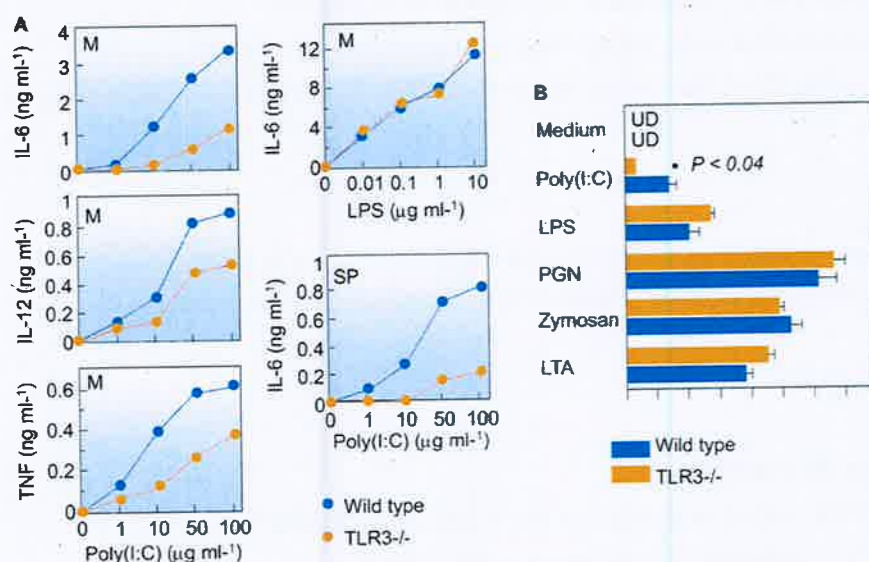 A
M
IL-6 (ng ml-1)
4
3
2
1
0
M
IL-12 (ng ml-1)
1
0.8
0.6
0.4
0.2
0
M
TNF (ng ml-1)
0.6
0.4
0.2
0
0 1 10 50 100
Poly(I:C) (μg ml-1)
M
IL-6 (ng ml-1)
12
8
4
0
0 0.01 0.1 1 10
LPS (μg ml-1)
SP
IL-6 (ng ml-1)
1
0.8
0.6
0.4
0.2
0
0 1 10 50 100
Poly(I:C) (μg ml-1)
Wild type
TLR3-/-
B
Medium
UD
UD
Poly(I:C)
• P < 0.04
LPS
PGN
Zymosan
LTA
Wild type
TLR3-/-